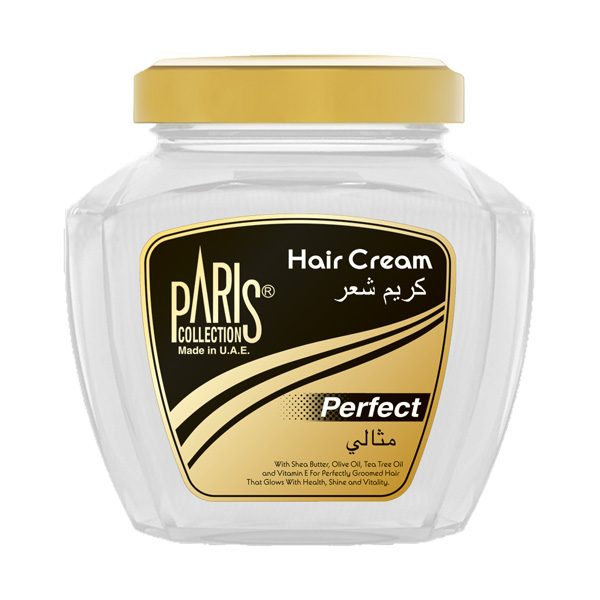 Hair Cream
كريم شعر
PARIS®
COLLECTION
Made in U.A.E.
Perfect
مثالي
With Shea Butter, Olive Oil, Tea Tree Oil
and Vitamin E For Perfectly Groomed Hair
That Glows With Health, Shine and Vitality.